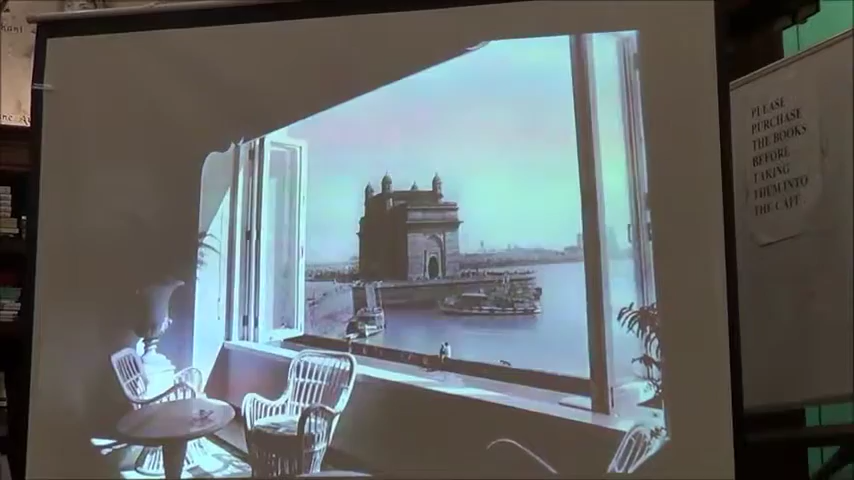 PLEASE
PURCHASE
THE BOOKS
BEFORE
TAKING
THEM INTO
THE CAFE